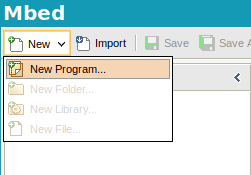 Mbed
New Import Save Save A
New Program...
New Folder...
New Library...
New File...